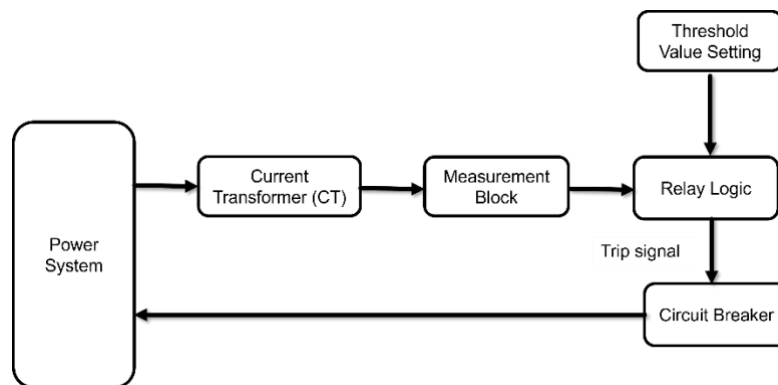 Threshold
Value Setting
Current
Transformer (CT)
Measurement
Block
Relay Logic
Power
System
Trip signal
Circuit Breaker